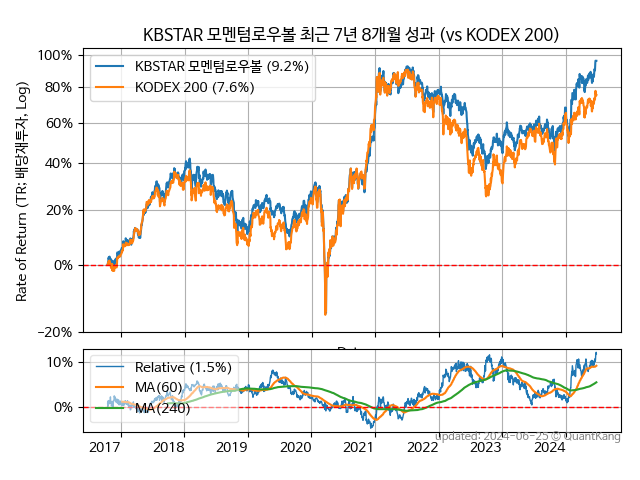 KBSTAR 모멘텀로우볼 최근 7년 8개월 성과 (vs KODEX 200)
Rate of Return (TR: 배당재투자, Log)
100%
80%
60%
40%
20%
0%
−20%
KBSTAR 모멘텀로우볼 (9.2%)
KODEX 200 (7.6%)
10%
0%
Relative (1.5%)
MA(60)
MA(240)
2017 2018 2019 2020 2021 2022 2023 2024
Updated: 2024-06-25 © QuantKang